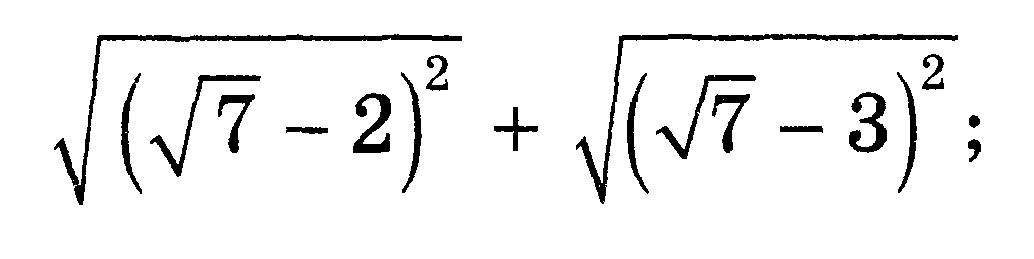 √((√7 − 2)²) + √((√7 − 3)²);